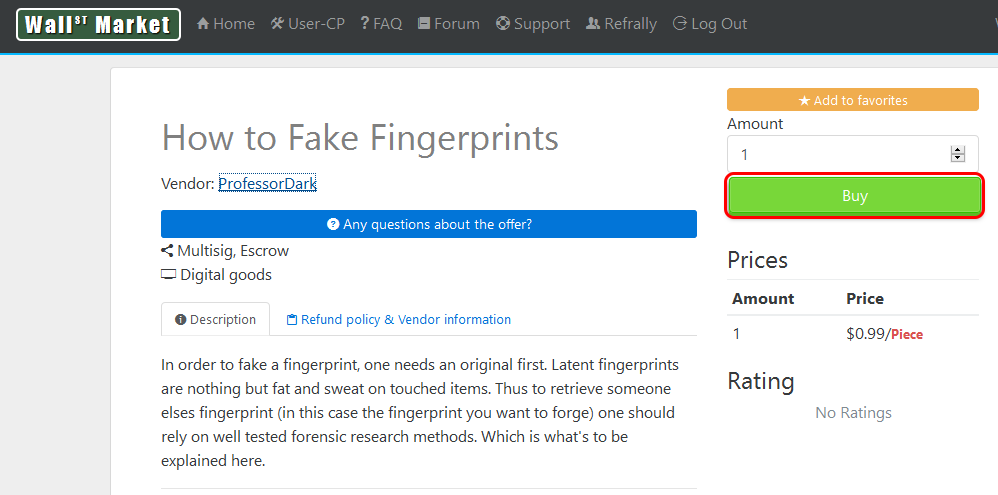 Wall ST Market Home User-CP ? FAQ Forum Support Refrally Log Out
Add to favorites
Amount
1
Buy
How to Fake Fingerprints
Vendor: ProfessorDark
Any questions about the offer?
Multisig, Escrow
Digital goods
Description Refund policy & Vendor information
In order to fake a fingerprint, one needs an original first. Latent fingerprints
are nothing but fat and sweat on touched items. Thus to retrieve someone
elses fingerprint (in this case the fingerprint you want to forge) one should
rely on well tested forensic research methods. Which is what's to be
explained here.
Prices
Amount Price
1 $0.99/Piece
Rating
No Ratings